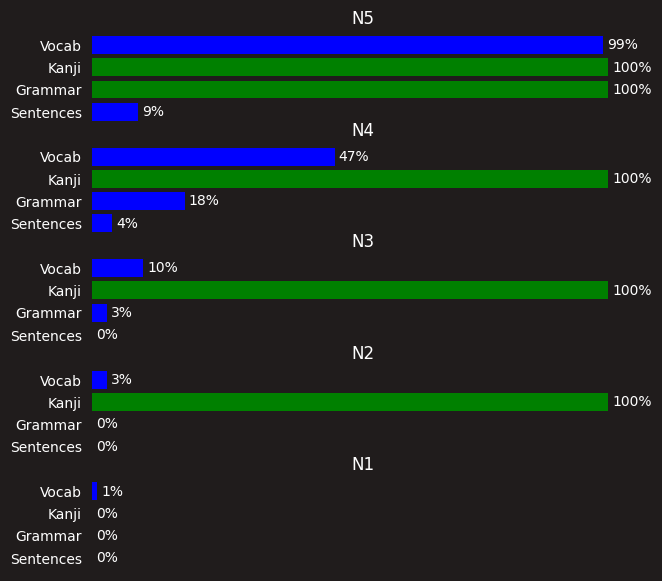 N5
Vocab 99%
Kanji 100%
Grammar 100%
Sentences 9%
N4
Vocab 47%
Kanji 100%
Grammar 18%
Sentences 4%
N3
Vocab 10%
Kanji 100%
Grammar 3%
Sentences 0%
N2
Vocab 3%
Kanji 100%
Grammar 0%
Sentences 0%
N1
Vocab 1%
Kanji 0%
Grammar 0%
Sentences 0%